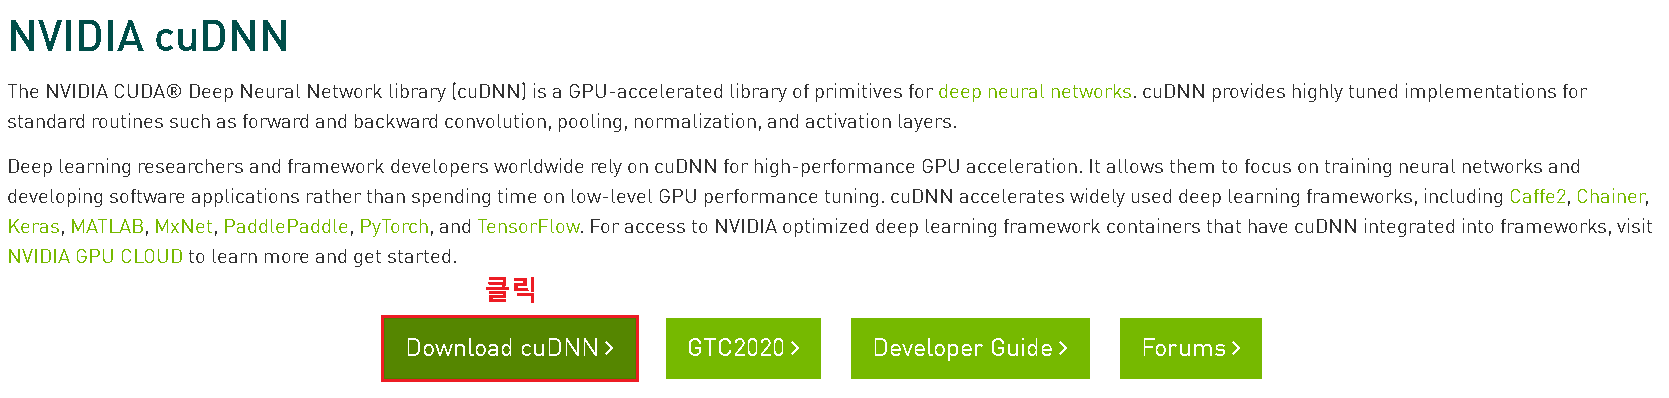 NVIDIA cuDNN
The NVIDIA CUDA® Deep Neural Network library (cuDNN) is a GPU-accelerated library of primitives for deep neural networks. cuDNN provides highly tuned implementations for
standard routines such as forward and backward convolution, pooling, normalization, and activation layers.
Deep learning researchers and framework developers worldwide rely on cuDNN for high-performance GPU acceleration. It allows them to focus on training neural networks and
developing software applications rather than spending time on low-level GPU performance tuning. cuDNN accelerates widely used deep learning frameworks, including Caffe2, Chainer,
Keras, MATLAB, MxNet, PaddlePaddle, PyTorch, and TensorFlow. For access to NVIDIA optimized deep learning framework containers that have cuDNN integrated into frameworks, visit
NVIDIA GPU CLOUD to learn more and get started.
클릭
Download cuDNN > GTC2020 > Developer Guide > Forums >